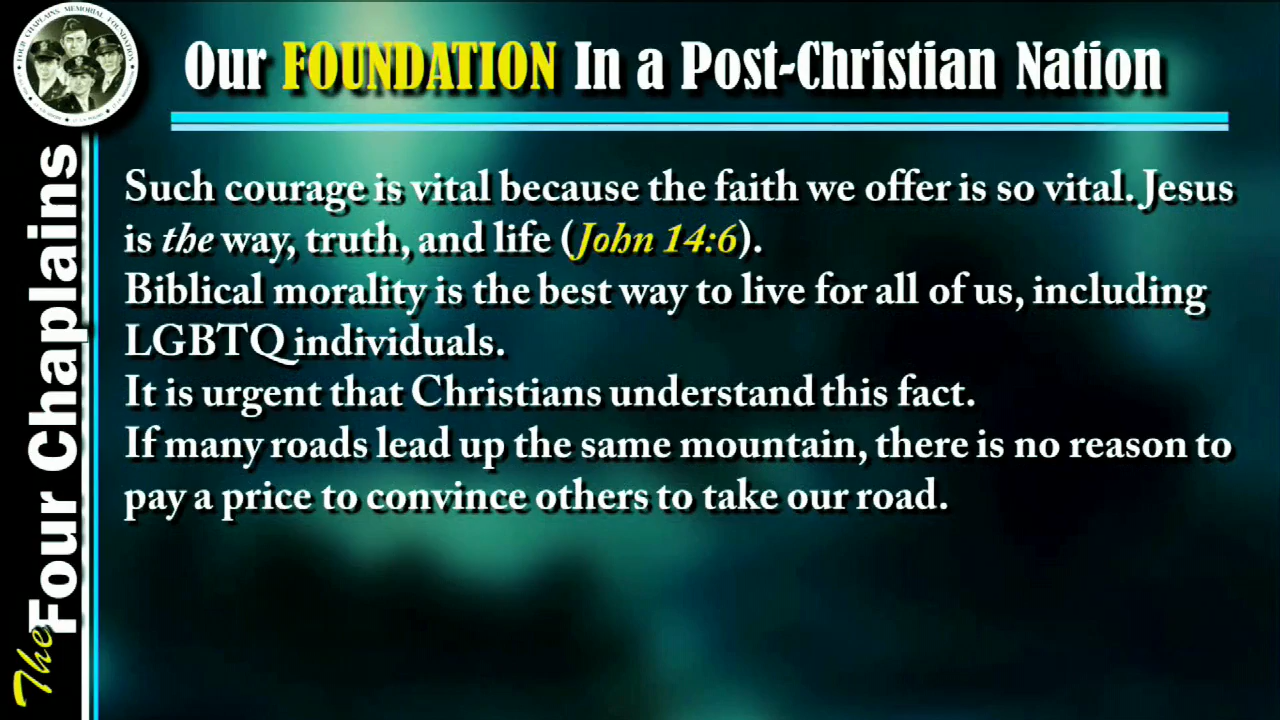 FOUR CHAPLAINS MEMORIAL FOUNDATION
Our FOUNDATION In a Post-Christian Nation
The Four Chaplains
Such courage is vital because the faith we offer is so vital. Jesus
is the way, truth, and life (John 14:6).
Biblical morality is the best way to live for all of us, including
LGBTQ individuals.
It is urgent that Christians understand this fact.
If many roads lead up the same mountain, there is no reason to
pay a price to convince others to take our road.